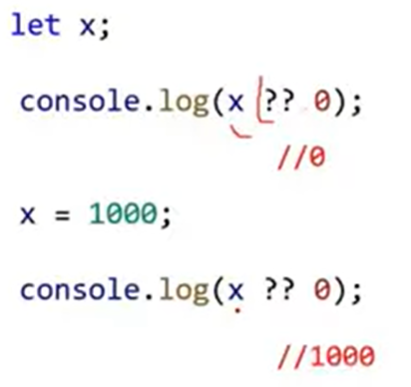 let x;
console.log(x ?? 0);
//0
x = 1000;
console.log(x ?? 0);
//1000